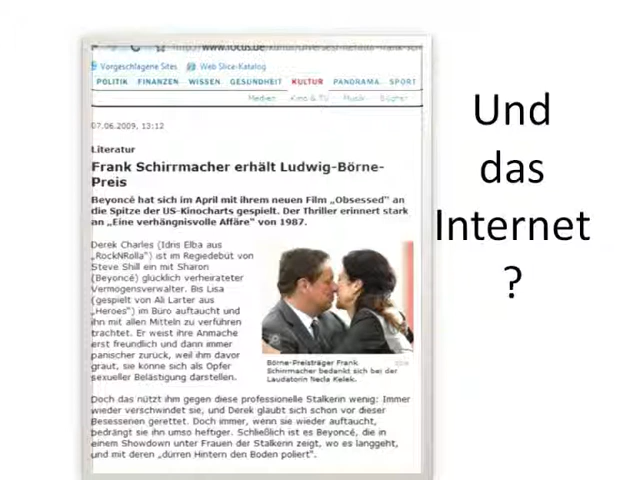 www.focus.de/kultur/diverses/
Vorgeschlagene Sites Web Slice-Katalog
POLITIK FINANZEN WISSEN GESUNDHEIT KULTUR PANORAMA SPORT
Medien Kino & TV Musik Bücher
07.06.2009, 13:12
Literatur
Frank Schirrmacher erhält Ludwig-Börne-
Preis
Beyoncé hat sich im April mit ihrem neuen Film „Obsessed” an
die Spitze der US-Kinocharts gespielt. Der Thriller erinnert stark
an „Eine verhängnisvolle Affäre” von 1987.
Derek Charles (Idris Elba aus
„RockNRolla”) ist im Regiedebüt von
Steve Shill ein mit Sharon
(Beyoncé) glücklich verheirateter
Vermogensverwalter. Bis Lisa
(gespielt von Ali Larter aus
„Heroes”) im Büro auftaucht und
ihn mit allen Mitteln zu verführen
trachtet. Er weist ihre Anmache
erst freundlich und dann immer
panischer zurück, weil ihm davor
graut, sie könne sich als Opfer
sexueller Belästigung darstellen.
Börne-Preisträger Frank
Schirrmacher bedankt sich bei der
Laudatorin Necla Kelek.
Doch das nützt ihm gegen diese professionelle Stalkerin wenig: Immer
wieder verschwindet sie, und Derek glaubt sich schon vor dieser
Besessenen gerettet. Doch immer, wenn sie wieder auftaucht,
bedrängt sie ihn umso heftiger. Schließlich ist es Beyoncé, die in
einem Showdown unter Frauen der Stalkerin zeigt, wo es langgeht,
und mit deren „dürren Hintern den Boden poliert”.
Und
das
Internet
?